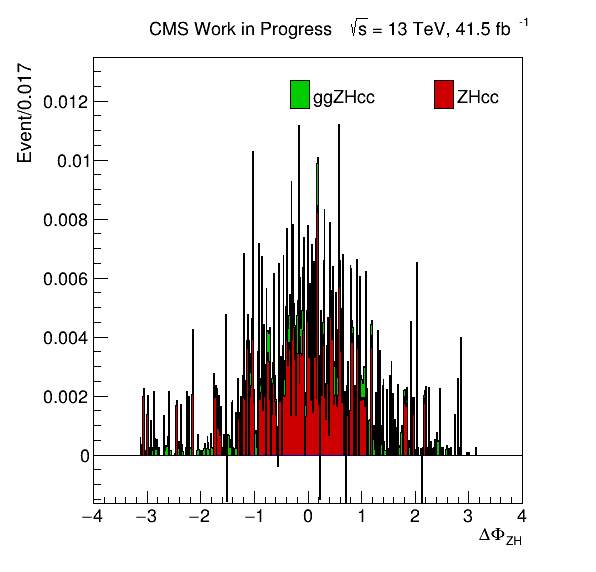 CMS Work in Progress √s = 13 TeV, 41.5 fb⁻¹
Event/0.017
ggZHcc ZHcc
0.012
0.01
0.008
0.006
0.004
0.002
0
−4 −3 −2 −1 0 1 2 3 4
ΔΦ_ZH